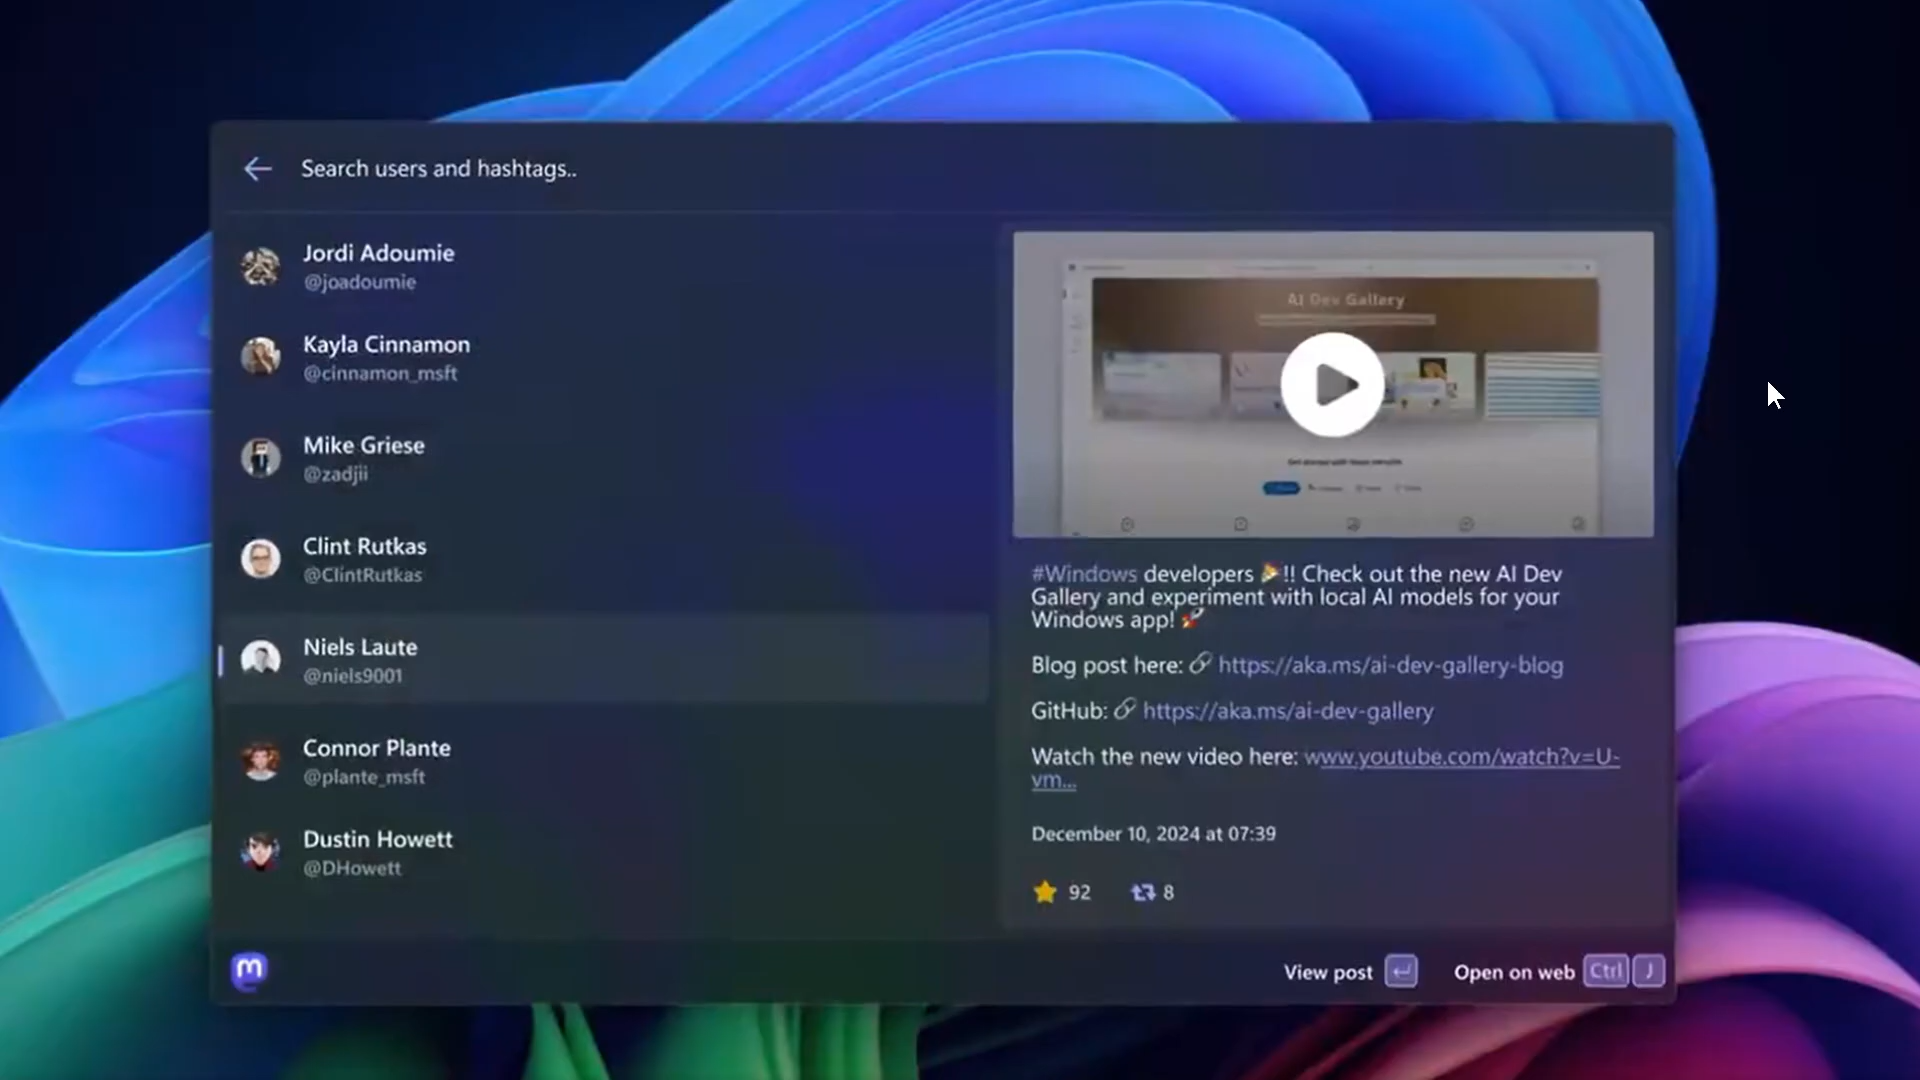 Search users and hashtags..
Jordi Adoumie
@joadoumie
Kayla Cinnamon
@cinnamon_msft
Mike Griese
@zadjii
Clint Rutkas
@ClintRutkas
Niels Laute
@niels9001
Connor Plante
@plante_msft
Dustin Howett
@DHowett
AI Dev Gallery
#Windows developers 🎉!! Check out the new AI Dev
Gallery and experiment with local AI models for your
Windows app! 🚀
Blog post here: 🔗 https://aka.ms/ai-dev-gallery-blog
GitHub: 🔗 https://aka.ms/ai-dev-gallery
Watch the new video here: www.youtube.com/watch?v=U-
vm...
December 10, 2024 at 07:39
92 8
View post Open on web Ctrl J